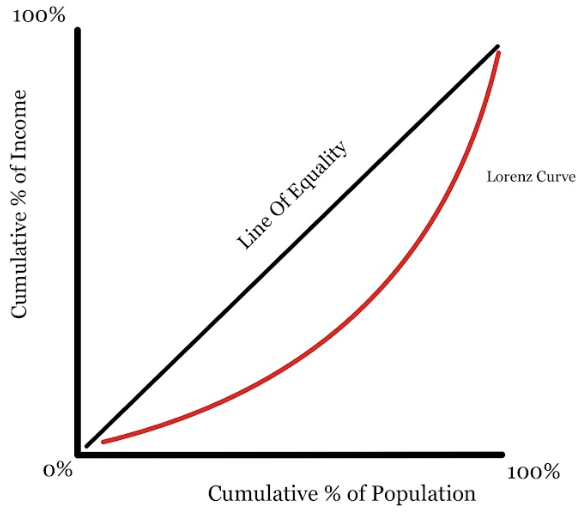 100%
Cumulative % of Income
Line Of Equality
Lorenz Curve
0%
100%
Cumulative % of Population